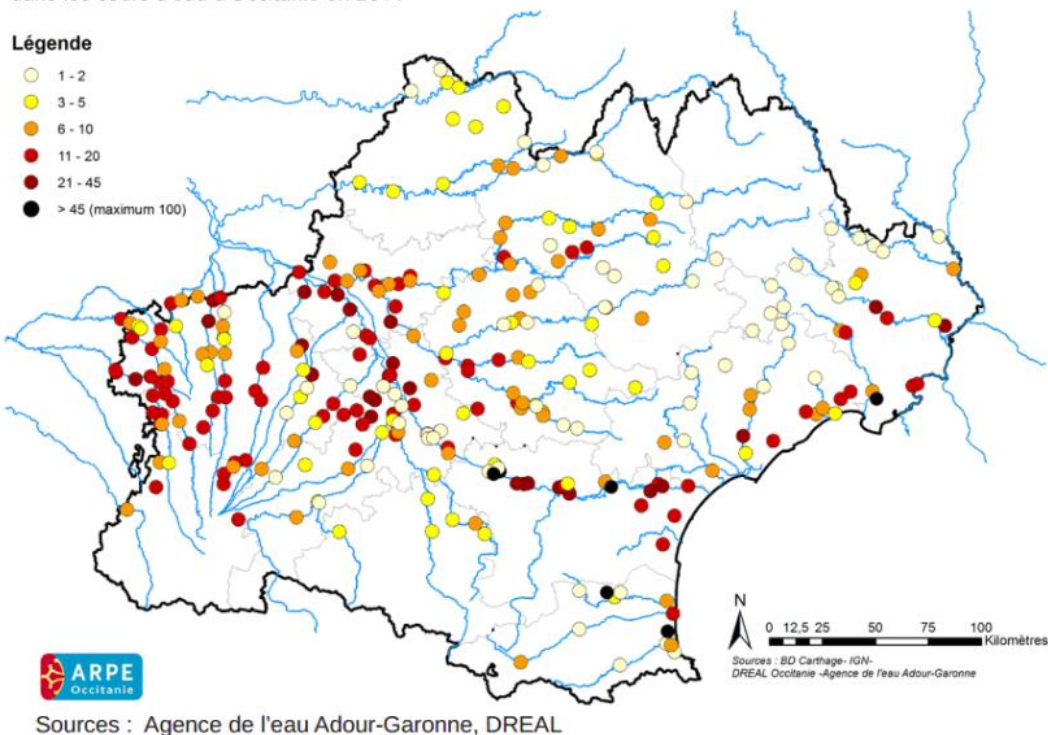 Légende
1 - 2
3 - 5
6 - 10
11 - 20
21 - 45
> 45 (maximum 100)
N
0 12,5 25 50 75 100
Kilomètres
Sources : BD Carthage- IGN-
DREAL Occitanie -Agence de l'eau Adour-Garonne
ARPE
Occitanie
Sources : Agence de l'eau Adour-Garonne, DREAL